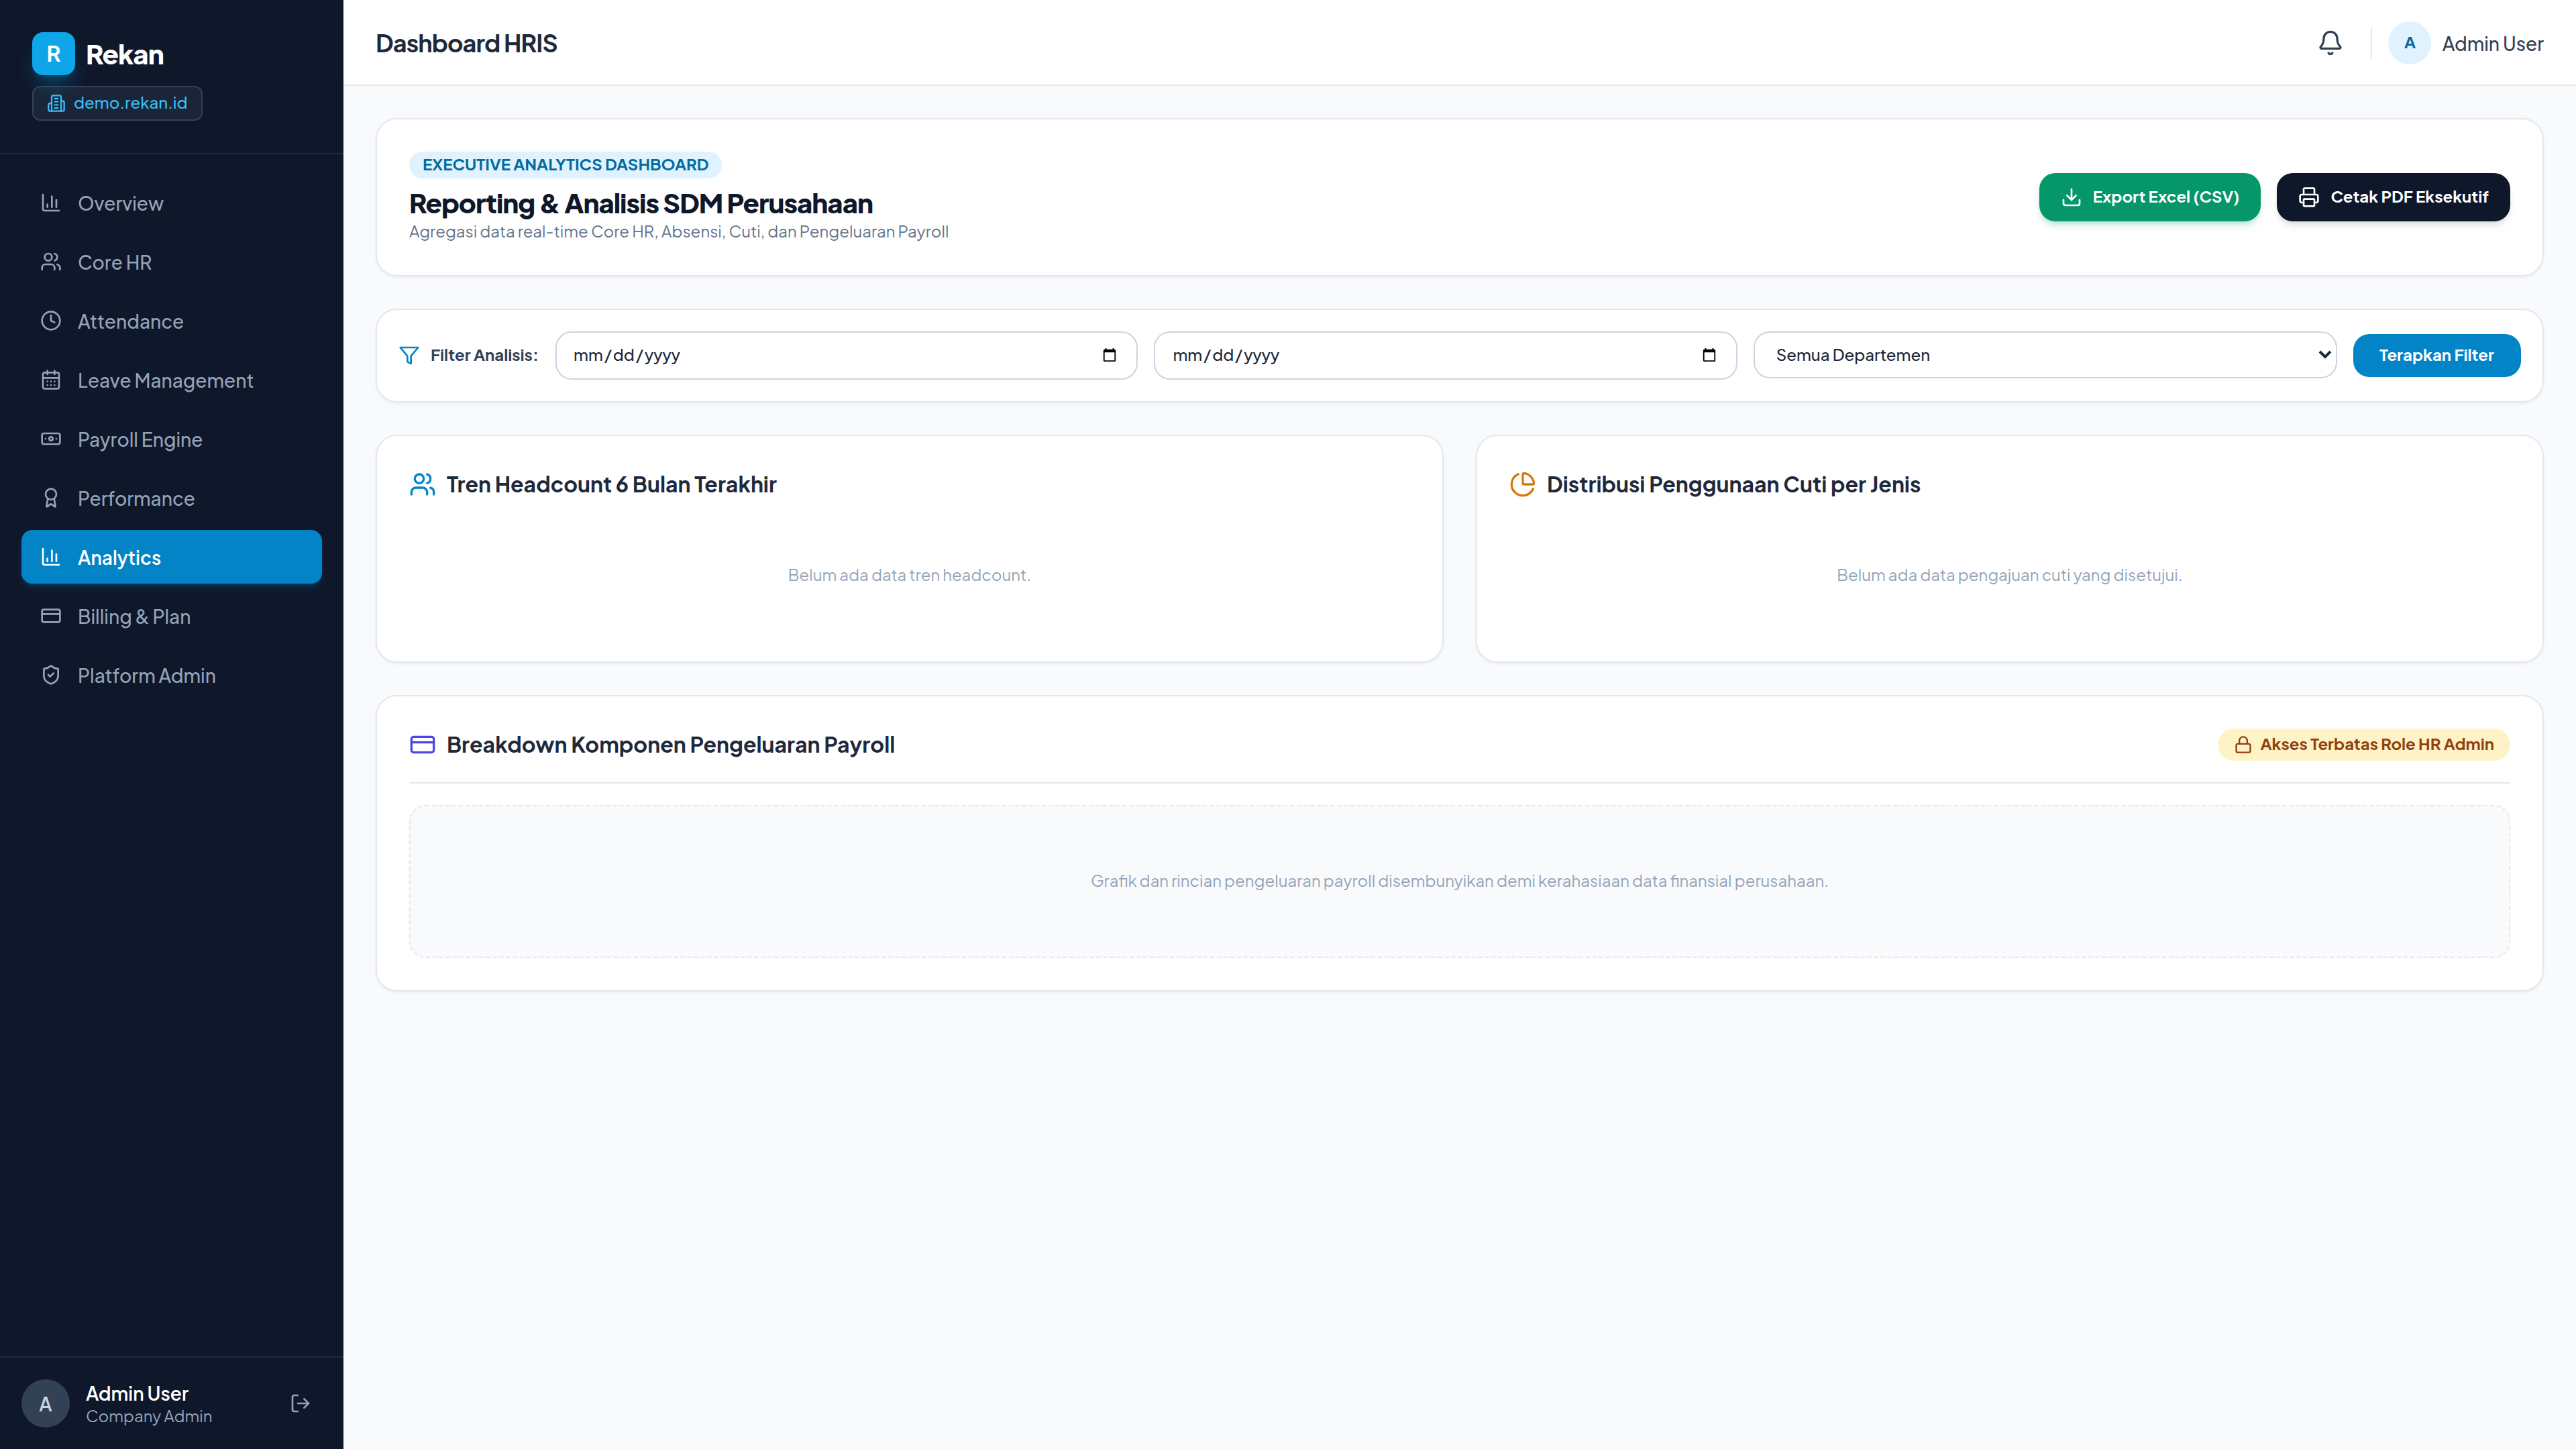 R
Rekan
demo.rekan.id
Overview
Core HR
Attendance
Leave Management
Payroll Engine
Performance
Analytics
Billing & Plan
Platform Admin
A
Admin User
Company Admin
Dashboard HRIS
A
Admin User
EXECUTIVE ANALYTICS DASHBOARD
Reporting & Analisis SDM Perusahaan
Agregasi data real-time Core HR, Absensi, Cuti, dan Pengeluaran Payroll
Export Excel (CSV)
Cetak PDF Eksekutif
Filter Analisis:
mm/dd/yyyy
mm/dd/yyyy
Semua Departemen
Terapkan Filter
Tren Headcount 6 Bulan Terakhir
Belum ada data tren headcount.
Distribusi Penggunaan Cuti per Jenis
Belum ada data pengajuan cuti yang disetujui.
Breakdown Komponen Pengeluaran Payroll
Akses Terbatas Role HR Admin
Grafik dan rincian pengeluaran payroll disembunyikan demi kerahasiaan data finansial perusahaan.